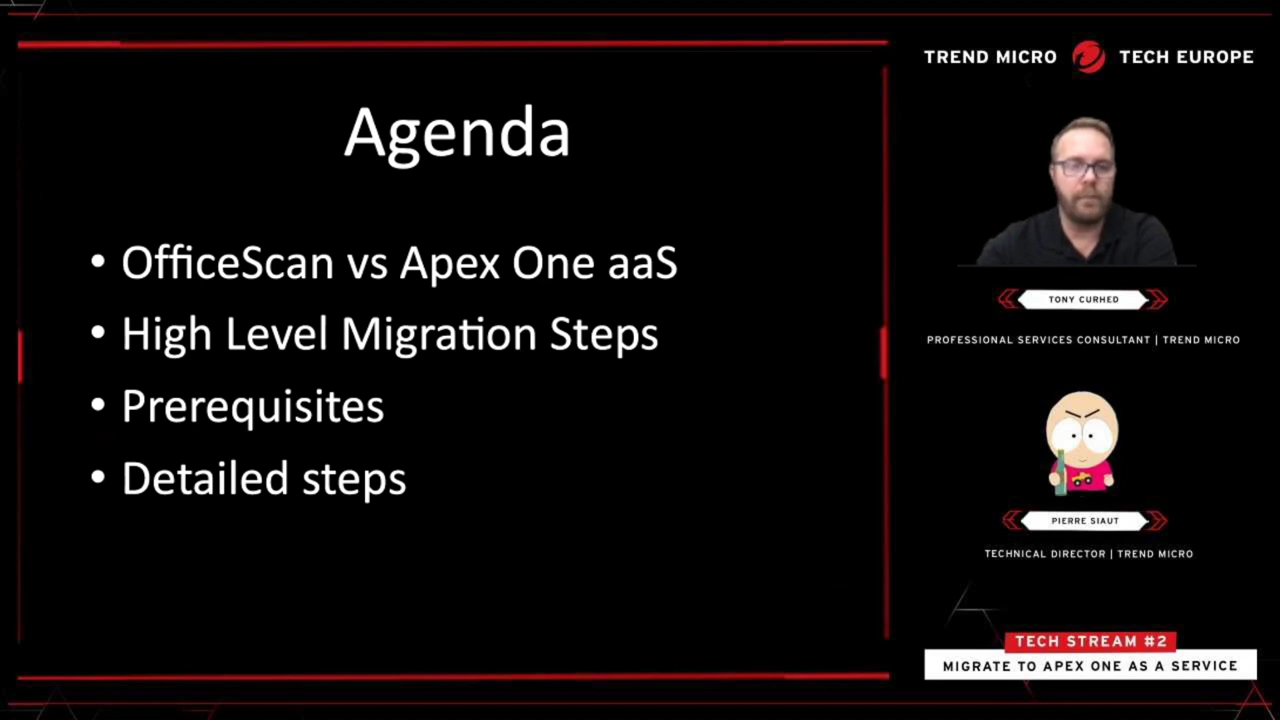 Agenda
• OfficeScan vs Apex One aaS
• High Level Migration Steps
• Prerequisites
• Detailed steps
TREND MICRO TECH EUROPE
TONY CURHED
PROFESSIONAL SERVICES CONSULTANT | TREND MICRO
PIERRE SIAUT
TECHNICAL DIRECTOR | TREND MICRO
TECH STREAM #2
MIGRATE TO APEX ONE AS A SERVICE